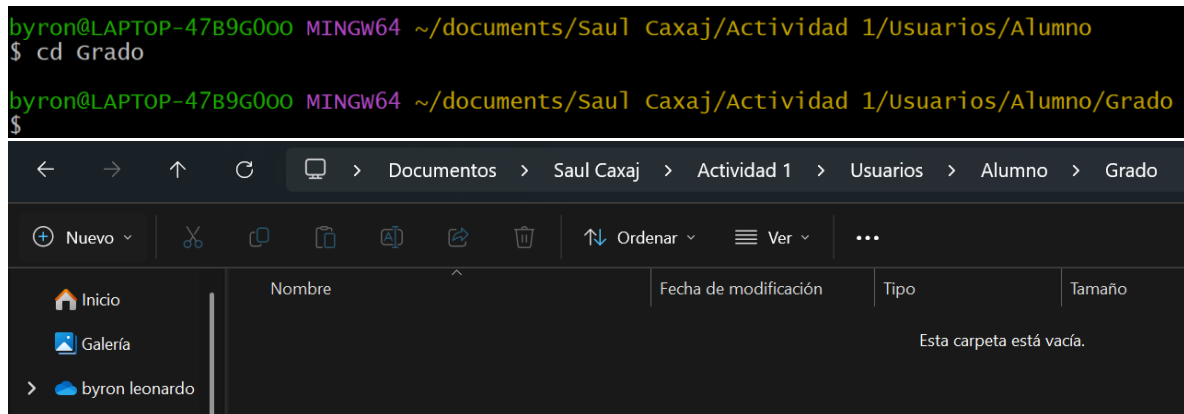 byron@LAPTOP-47B9G0O0 MINGW64 ~/documents/Saul Caxaj/Actividad 1/Usuarios/Alumno
$ cd Grado
byron@LAPTOP-47B9G0O0 MINGW64 ~/documents/Saul Caxaj/Actividad 1/Usuarios/Alumno/Grado
$
Documentos > Saul Caxaj > Actividad 1 > Usuarios > Alumno > Grado
Nuevo Ordenar Ver
Nombre Fecha de modificación Tipo Tamaño
Inicio
Esta carpeta está vacía.
Galería
byron leonardo